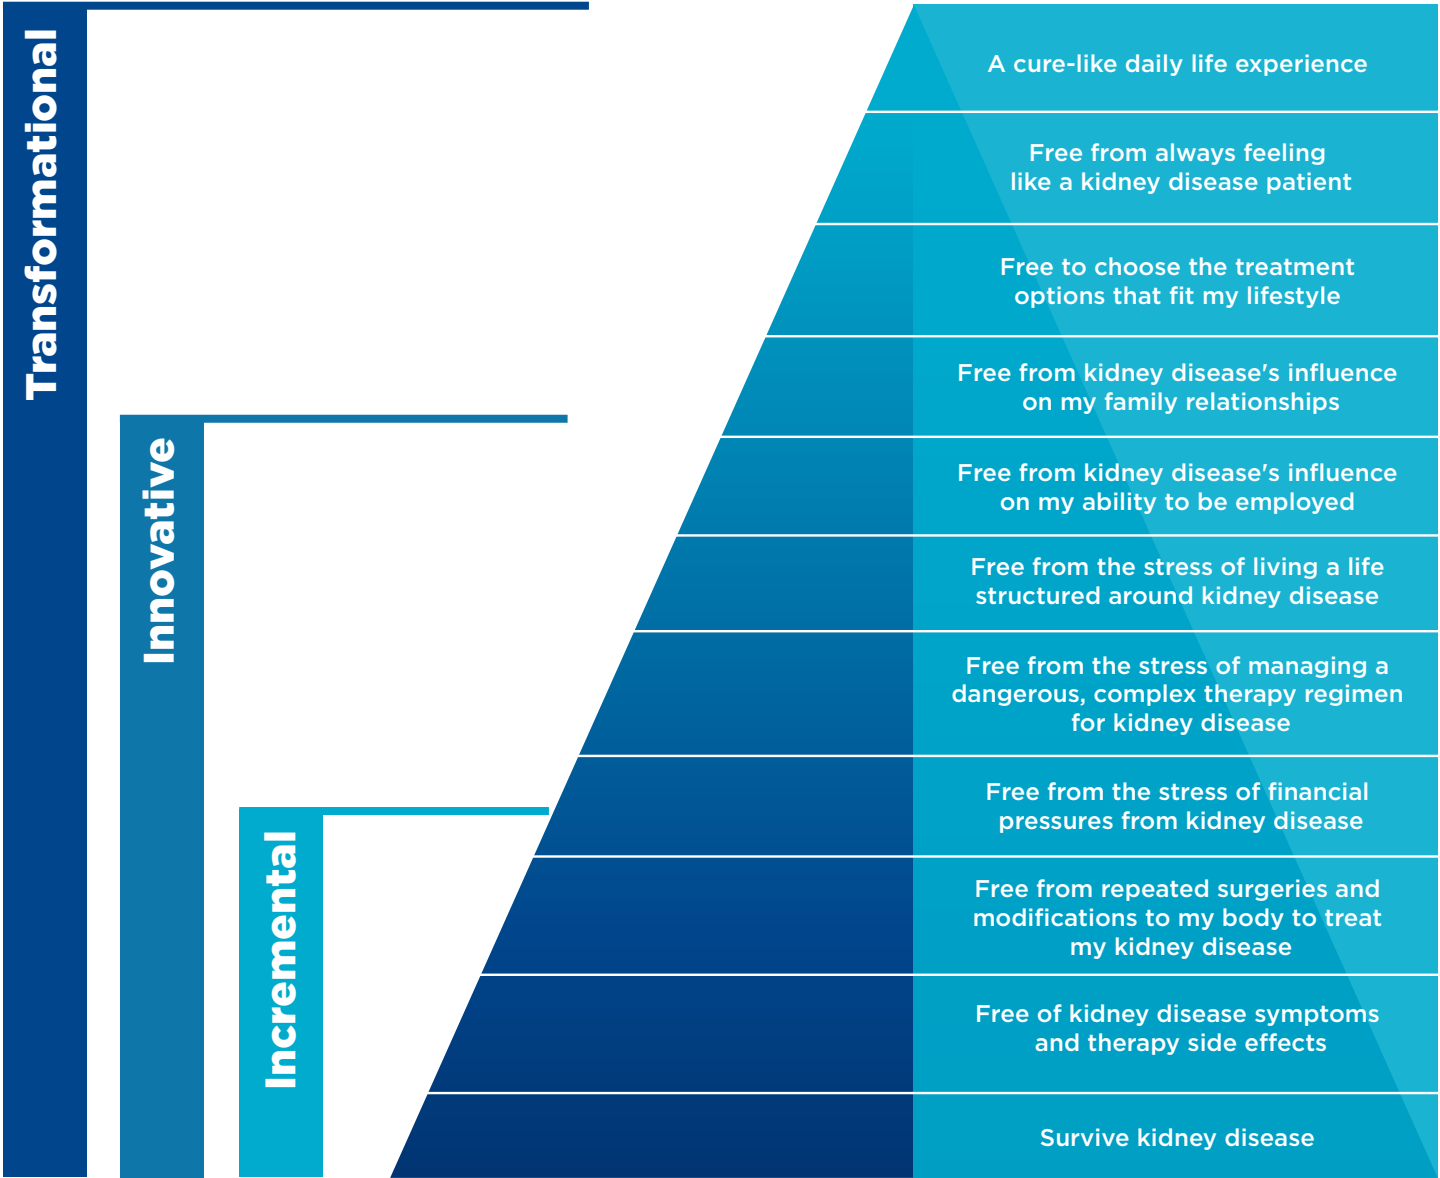 Transformational
Innovative
Incremental
A cure-like daily life experience
Free from always feeling
like a kidney disease patient
Free to choose the treatment
options that fit my lifestyle
Free from kidney disease's influence
on my family relationships
Free from kidney disease's influence
on my ability to be employed
Free from the stress of living a life
structured around kidney disease
Free from the stress of managing a
dangerous, complex therapy regimen
for kidney disease
Free from the stress of financial
pressures from kidney disease
Free from repeated surgeries and
modifications to my body to treat
my kidney disease
Free of kidney disease symptoms
and therapy side effects
Survive kidney disease